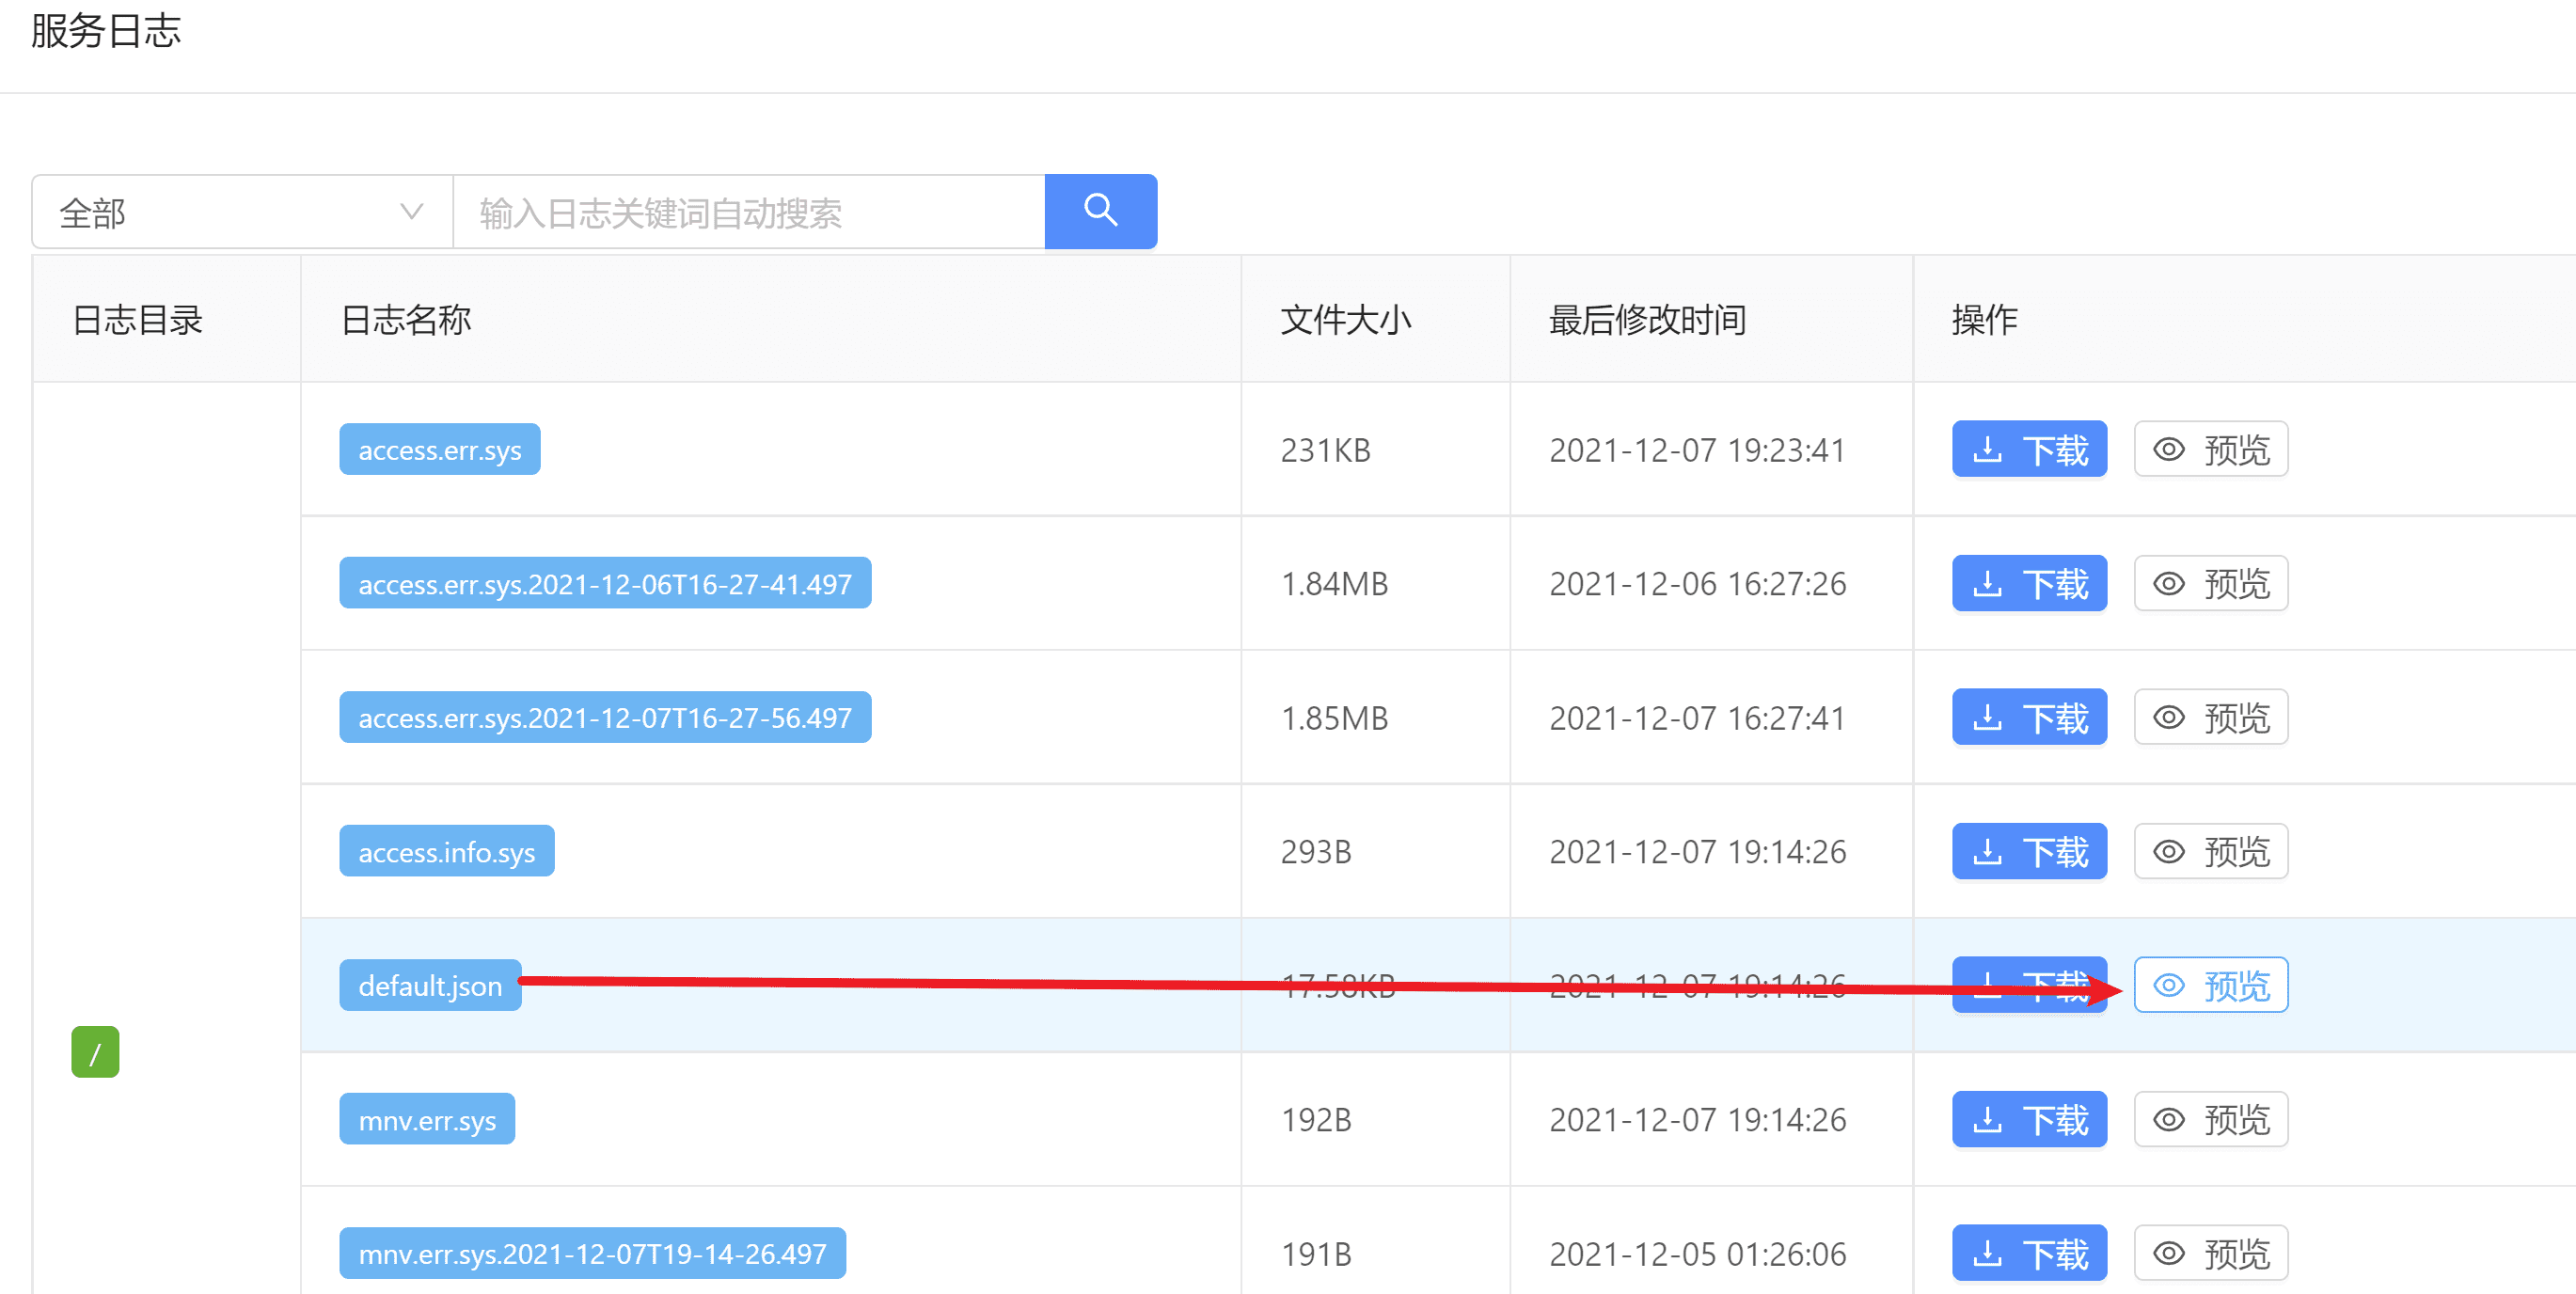 服务日志
全部 输入日志关键词自动搜索
日志目录 日志名称 文件大小 最后修改时间 操作
access.err.sys 231KB 2021-12-07 19:23:41 下载 预览
access.err.sys.2021-12-06T16-27-41.497 1.84MB 2021-12-06 16:27:26 下载 预览
access.err.sys.2021-12-07T16-27-56.497 1.85MB 2021-12-07 16:27:41 下载 预览
access.info.sys 293B 2021-12-07 19:14:26 下载 预览
default.json 17.58KB 2021-12-07 19:14:26 下载 预览
/
mnv.err.sys 192B 2021-12-07 19:14:26 下载 预览
mnv.err.sys.2021-12-07T19-14-26.497 191B 2021-12-05 01:26:06 下载 预览